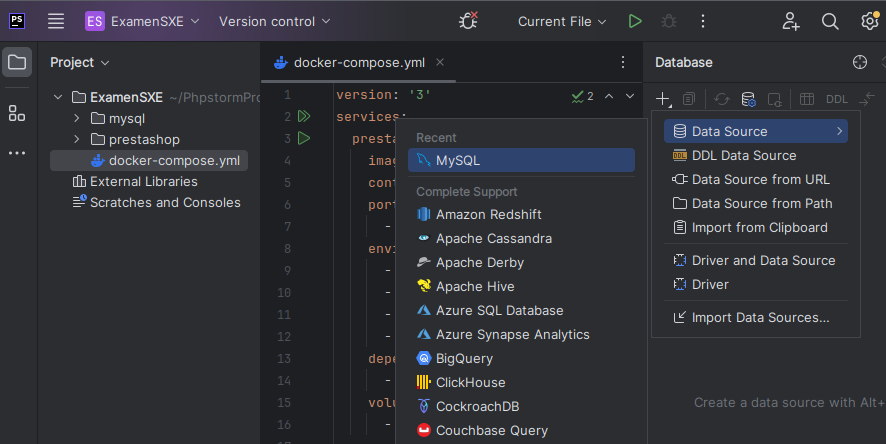 PS
ES ExamenSXE Version control Current File
Project
docker-compose.yml
Database
DDL
ExamenSXE ~/PhpstormPro
mysql
prestashop
docker-compose.yml
External Libraries
Scratches and Consoles
1 version: '3'
2
2 services:
3 presta
4 imag
5 cont
6 port
7 -
8 envi
9 -
10 -
11 -
12 -
13 depe
14 -
15 volu
16 -
Recent
MySQL
Complete Support
Amazon Redshift
Apache Cassandra
Apache Derby
Apache Hive
Azure SQL Database
Azure Synapse Analytics
BigQuery
ClickHouse
CockroachDB
Couchbase Query
Data Source
DDL Data Source
Data Source from URL
Data Source from Path
Import from Clipboard
Driver and Data Source
Driver
Import Data Sources...
Create a data source with Alt+